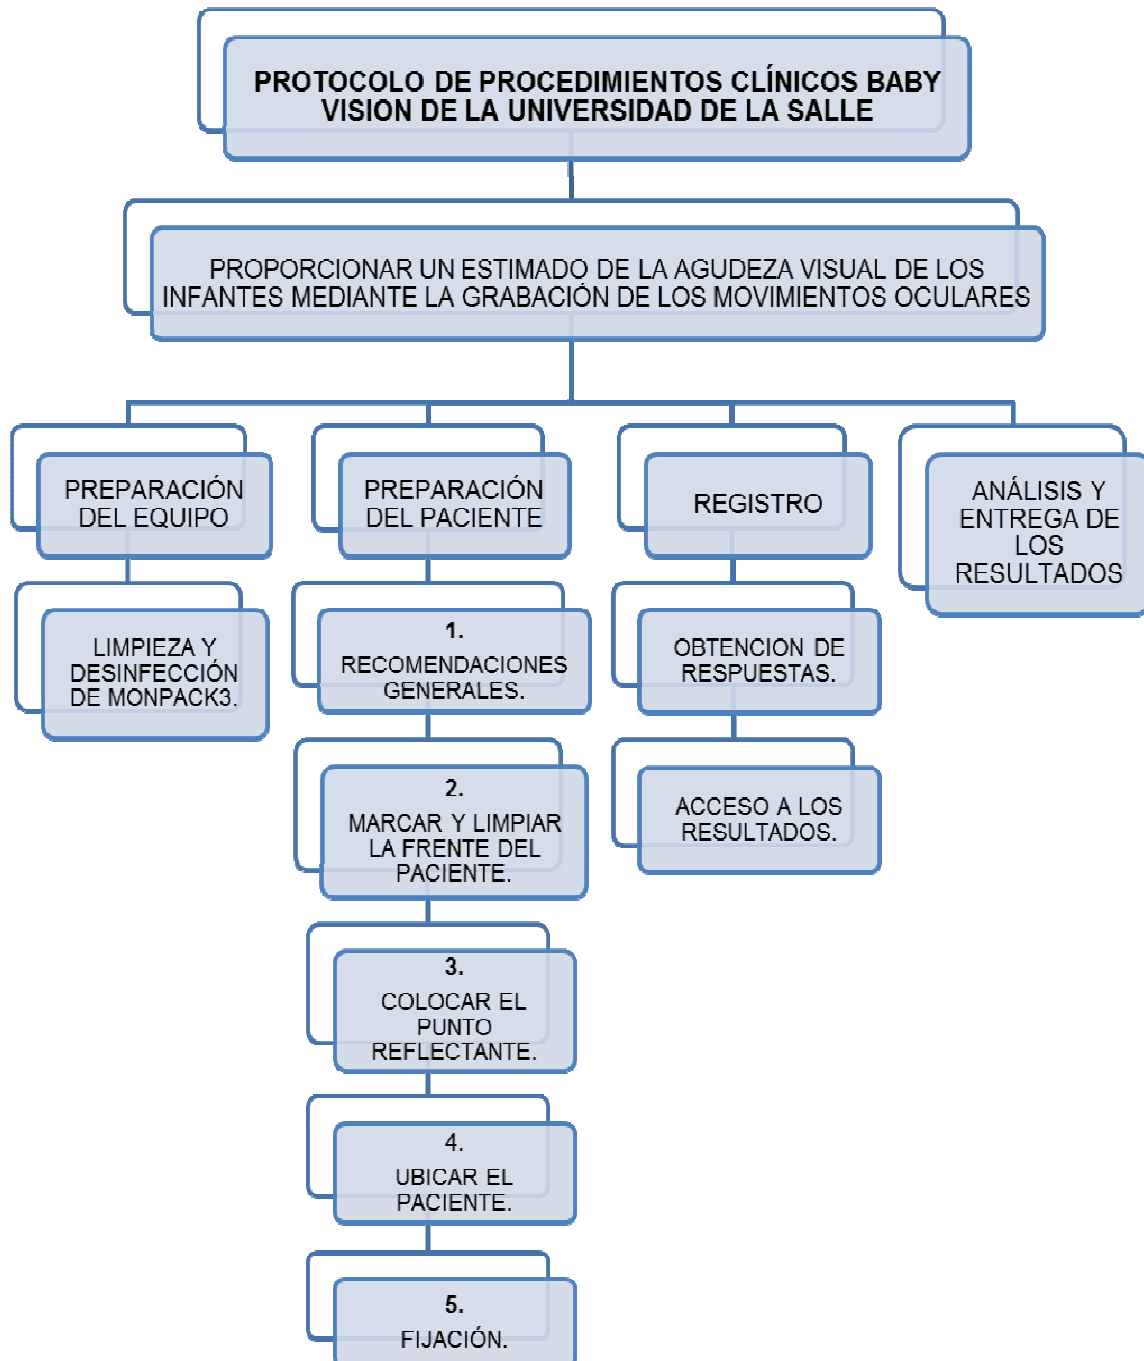 PROTOCOLO DE PROCEDIMIENTOS CLÍNICOS BABY
VISION DE LA UNIVERSIDAD DE LA SALLE
PROPORCIONAR UN ESTIMADO DE LA AGUDEZA VISUAL DE LOS
INFANTES MEDIANTE LA GRABACIÓN DE LOS MOVIMIENTOS OCULARES
PREPARACIÓN
DEL EQUIPO
LIMPIEZA Y
DESINFECCIÓN
DE MONPACK3.
PREPARACIÓN
DEL PACIENTE
1.
RECOMENDACIONES
GENERALES.
2.
MARCAR Y LIMPIAR
LA FRENTE DEL
PACIENTE.
3.
COLOCAR EL
PUNTO
REFLECTANTE.
4.
UBICAR EL
PACIENTE.
5.
FIJACIÓN.
REGISTRO
OBTENCION DE
RESPUESTAS.
ACCESO A LOS
RESULTADOS.
ANÁLISIS Y
ENTREGA DE
LOS
RESULTADOS